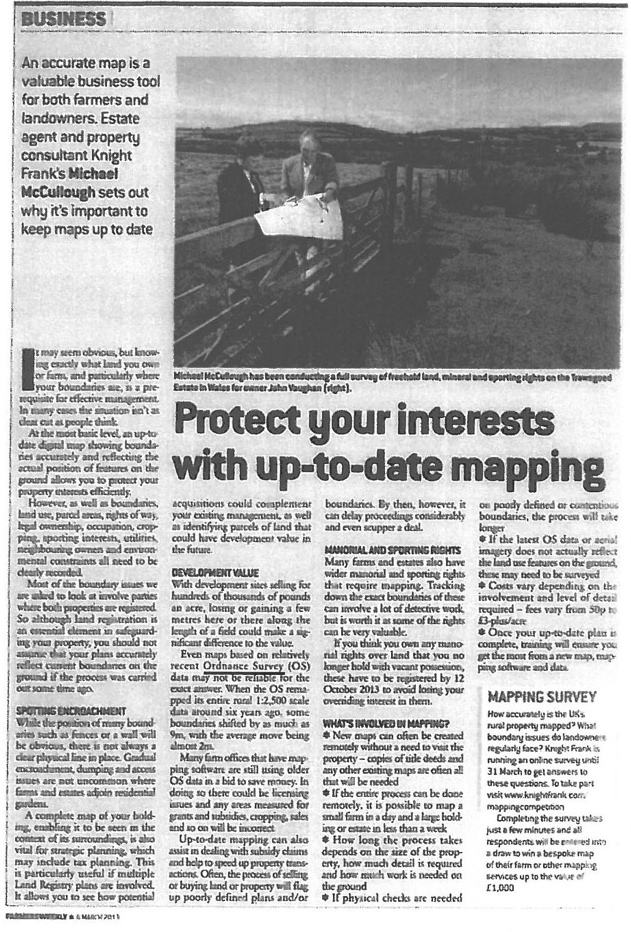 BUSINESS
An accurate map is a
valuable business tool
for both farmers and
landowners. Estate
agent and property
consultant Knight
Frank's Michael
McCullough sets out
why it's important to
keep maps up to date
Michael McCullough has been conducting a full survey of freehold land, mineral and sporting rights on the Trawsgoed
Estate in Wales for owner John Vaughan (right).
Protect your interests
with up-to-date mapping
It may seem obvious, but know-
ing exactly what land you own
or farm, and particularly where
your boundaries are, is a pre-
requisite for effective management.
In many cases the situation isn't as
clear cut as people think.
At the most basic level, an up-to-
date digital map showing bounda-
ries accurately and reflecting the
actual position of features on the
ground allows you to protect your
property interests efficiently.
However, as well as boundaries,
land use, parcel areas, rights of way,
legal ownership, occupation, crop-
ping, sporting interests, utilities,
neighbouring owners and environ-
mental constraints all need to be
clearly recorded.
Most of the boundary issues we
are asked to look at involve parties
where both properties are registered.
So although land registration is
an essential element in safeguard-
ing your property, you should not
assume that your plans accurately
reflect current boundaries on the
ground if the process was carried
out some time ago.
SPOTTING ENCROACHMENT
While the position of many bound-
aries such as fences or a wall will
be obvious, there is not always a
clear physical line in place. Gradual
encroachment, dumping and access
issues are not uncommon where
farms and estates adjoin residential
gardens.
A complete map of your hold-
ing, enabling it to be seen in the
context of its surroundings, is also
vital for strategic planning, which
may include tax planning. This
is particularly useful if multiple
Land Registry plans are involved.
It allows you to see how potential
acquisitions could complement
your existing management, as well
as identifying parcels of land that
could have development value in
the future.
DEVELOPMENT VALUE
With development sites selling for
hundreds of thousands of pounds
an acre, losing or gaining a few
metres here or there along the
length of a field could make a sig-
nificant difference to the value.
Even maps based on relatively
recent Ordnance Survey (OS)
data may not be reliable for the
exact answer. When the OS rema-
pped its entire rural 1:2,500 scale
data around six years ago, some
boundaries shifted by as much as
9m, with the average move being
almost 2m.
Many farm offices that have map-
ping software are still using older
OS data in a bid to save money. In
doing so there could be licensing
issues and any areas measured for
grants and subsidies, cropping, sales
and so on will be incorrect.
Up-to-date mapping can also
assist in dealing with subsidy claims
and help to speed up property trans-
actions. Often, the process of selling
or buying land or property will flag
up poorly defined plans and/or
boundaries. By then, however, it
can delay proceedings considerably
and even scupper a deal.
MANORIAL AND SPORTING RIGHTS
Many farms and estates also have
wider manorial and sporting rights
that require mapping. Tracking
down the exact boundaries of these
can involve a lot of detective work,
but is worth it as some of the rights
can be very valuable.
If you think you own any mano-
rial rights over land that you no
longer hold with vacant possession,
these have to be registered by 12
October 2013 to avoid losing your
overriding interest in them.
WHAT'S INVOLVED IN MAPPING?
✱ New maps can often be created
remotely without a need to visit the
property – copies of title deeds and
any other existing maps are often all
that will be needed
✱ If the entire process can be done
remotely, it is possible to map a
small farm in a day and a large hold-
ing or estate in less than a week
✱ How long the process takes
depends on the size of the prop-
erty, how much detail is required
and how much work is needed on
the ground
✱ If physical checks are needed
on poorly defined or contentious
boundaries, the process will take
longer
✱ If the latest OS data or aerial
imagery does not actually reflect
the land use features on the ground,
these may need to be surveyed
✱ Costs vary depending on the
involvement and level of detail
required – fees vary from 50p to
£3-plus/acre
✱ Once your up-to-date plan is
complete, training will ensure you
get the most from a new map, map-
ping software and data.
MAPPING SURVEY
How accurately is the UK's
rural property mapped? What
boundary issues do landowners
regularly face? Knight Frank is
running an online survey until
31 March to get answers to
these questions. To take part
visit www.knightfrank.com/
mappingcompetition
Completing the survey takes
just a few minutes and all
respondents will be entered into
a draw to win a bespoke map
of their farm or other mapping
services up to the value of
£1,000
FARMERS WEEKLY ✱ MARCH